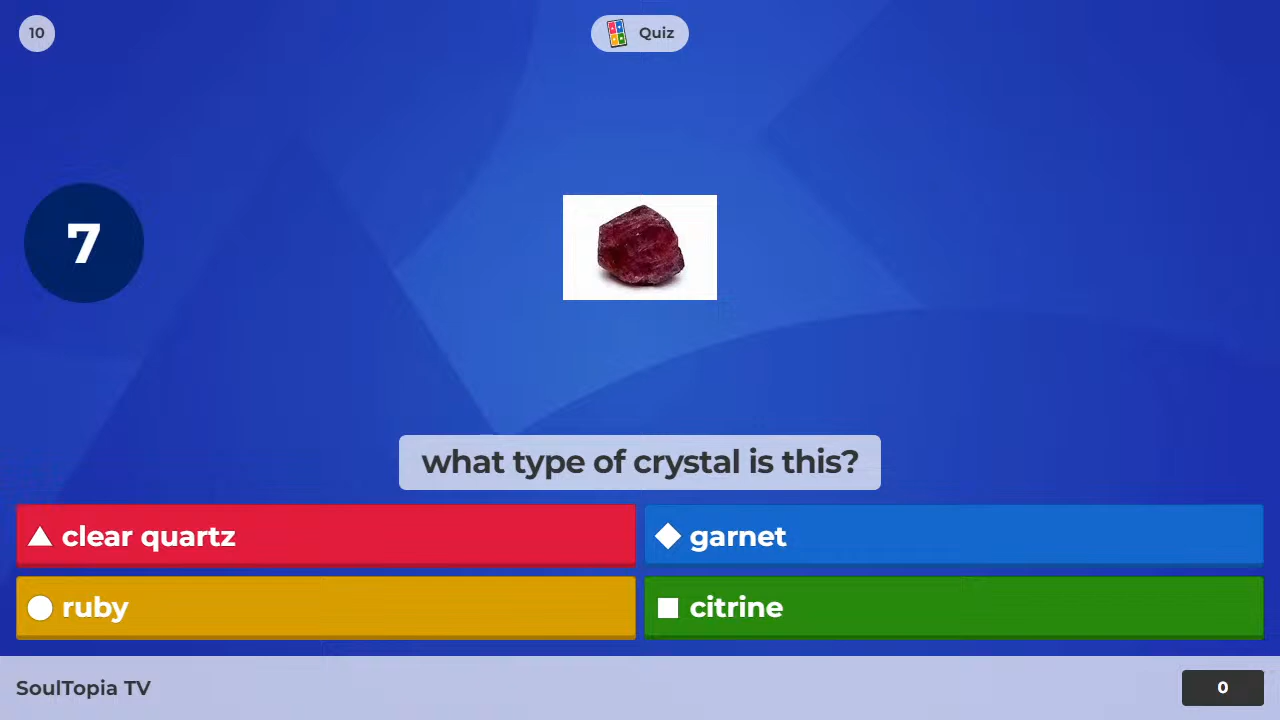 10
Quiz
7
what type of crystal is this?
clear quartz
garnet
ruby
citrine
SoulTopia TV
0